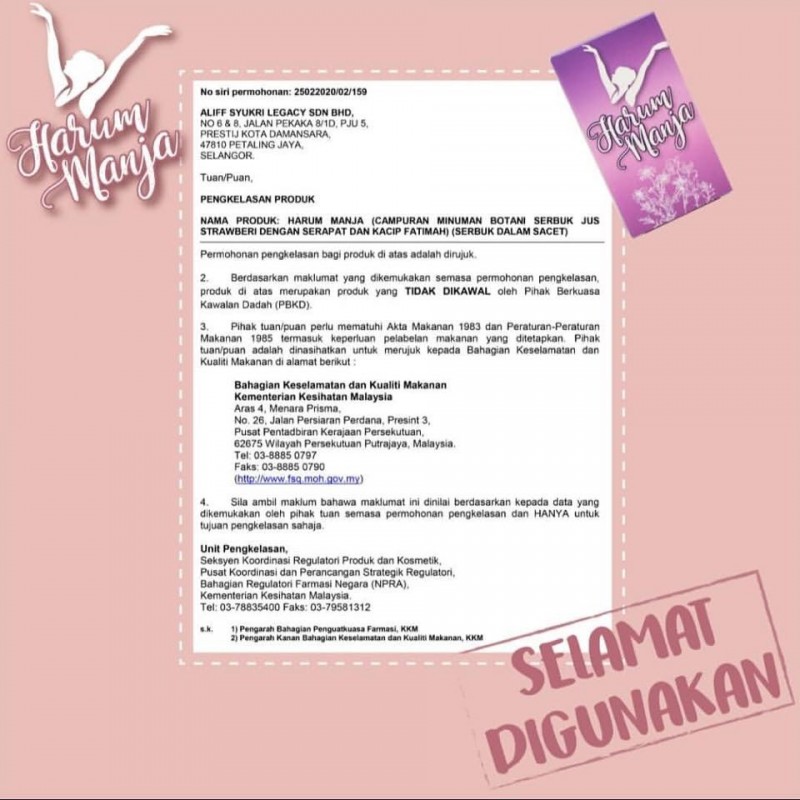 Harum
Manja
Harum
Manja
No siri permohonan: 25022020/02/159
ALIFF SYUKRI LEGACY SDN BHD,
NO 6 & 8, JALAN PEKAKA 8/1D, PJU 5,
PRESTIJ KOTA DAMANSARA,
47810 PETALING JAYA,
SELANGOR.
Tuan/Puan,
PENGKELASAN PRODUK
NAMA PRODUK: HARUM MANJA (CAMPURAN MINUMAN BOTANI SERBUK JUS
STRAWBERI DENGAN SERAPAT DAN KACIP FATIMAH) (SERBUK DALAM SACET)
Permohonan pengkelasan bagi produk di atas adalah dirujuk.
2. Berdasarkan maklumat yang dikemukakan semasa permohonan pengkelasan,
produk di atas merupakan produk yang TIDAK DIKAWAL oleh Pihak Berkuasa
Kawalan Dadah (PBKD).
3. Pihak tuan/puan perlu mematuhi Akta Makanan 1983 dan Peraturan-Peraturan
Makanan 1985 termasuk keperluan pelabelan makanan yang ditetapkan. Pihak
tuan/puan adalah dinasihatkan untuk merujuk kepada Bahagian Keselamatan dan
Kualiti Makanan di alamat berikut :
Bahagian Keselamatan dan Kualiti Makanan
Kementerian Kesihatan Malaysia
Aras 4, Menara Prisma,
No. 26, Jalan Persiaran Perdana, Presint 3,
Pusat Pentadbiran Kerajaan Persekutuan,
62675 Wilayah Persekutuan Putrajaya, Malaysia.
Tel: 03-8885 0797
Faks: 03-8885 0790
(http://www.fsq.moh.gov.my)
4. Sila ambil maklum bahawa maklumat ini dinilai berdasarkan kepada data yang
dikemukakan oleh pihak tuan semasa permohonan pengkelasan dan HANYA untuk
tujuan pengkelasan sahaja.
Unit Pengkelasan,
Seksyen Koordinasi Regulatori Produk dan Kosmetik,
Pusat Koordinasi dan Perancangan Strategik Regulatori,
Bahagian Regulatori Farmasi Negara (NPRA),
Kementerian Kesihatan Malaysia.
Tel: 03-78835400 Faks: 03-79581312
s.k. 1) Pengarah Bahagian Penguatkuasa Farmasi, KKM
2) Pengarah Kanan Bahagian Keselamatan dan Kualiti Makanan, KKM
SELAMAT
DIGUNAKAN